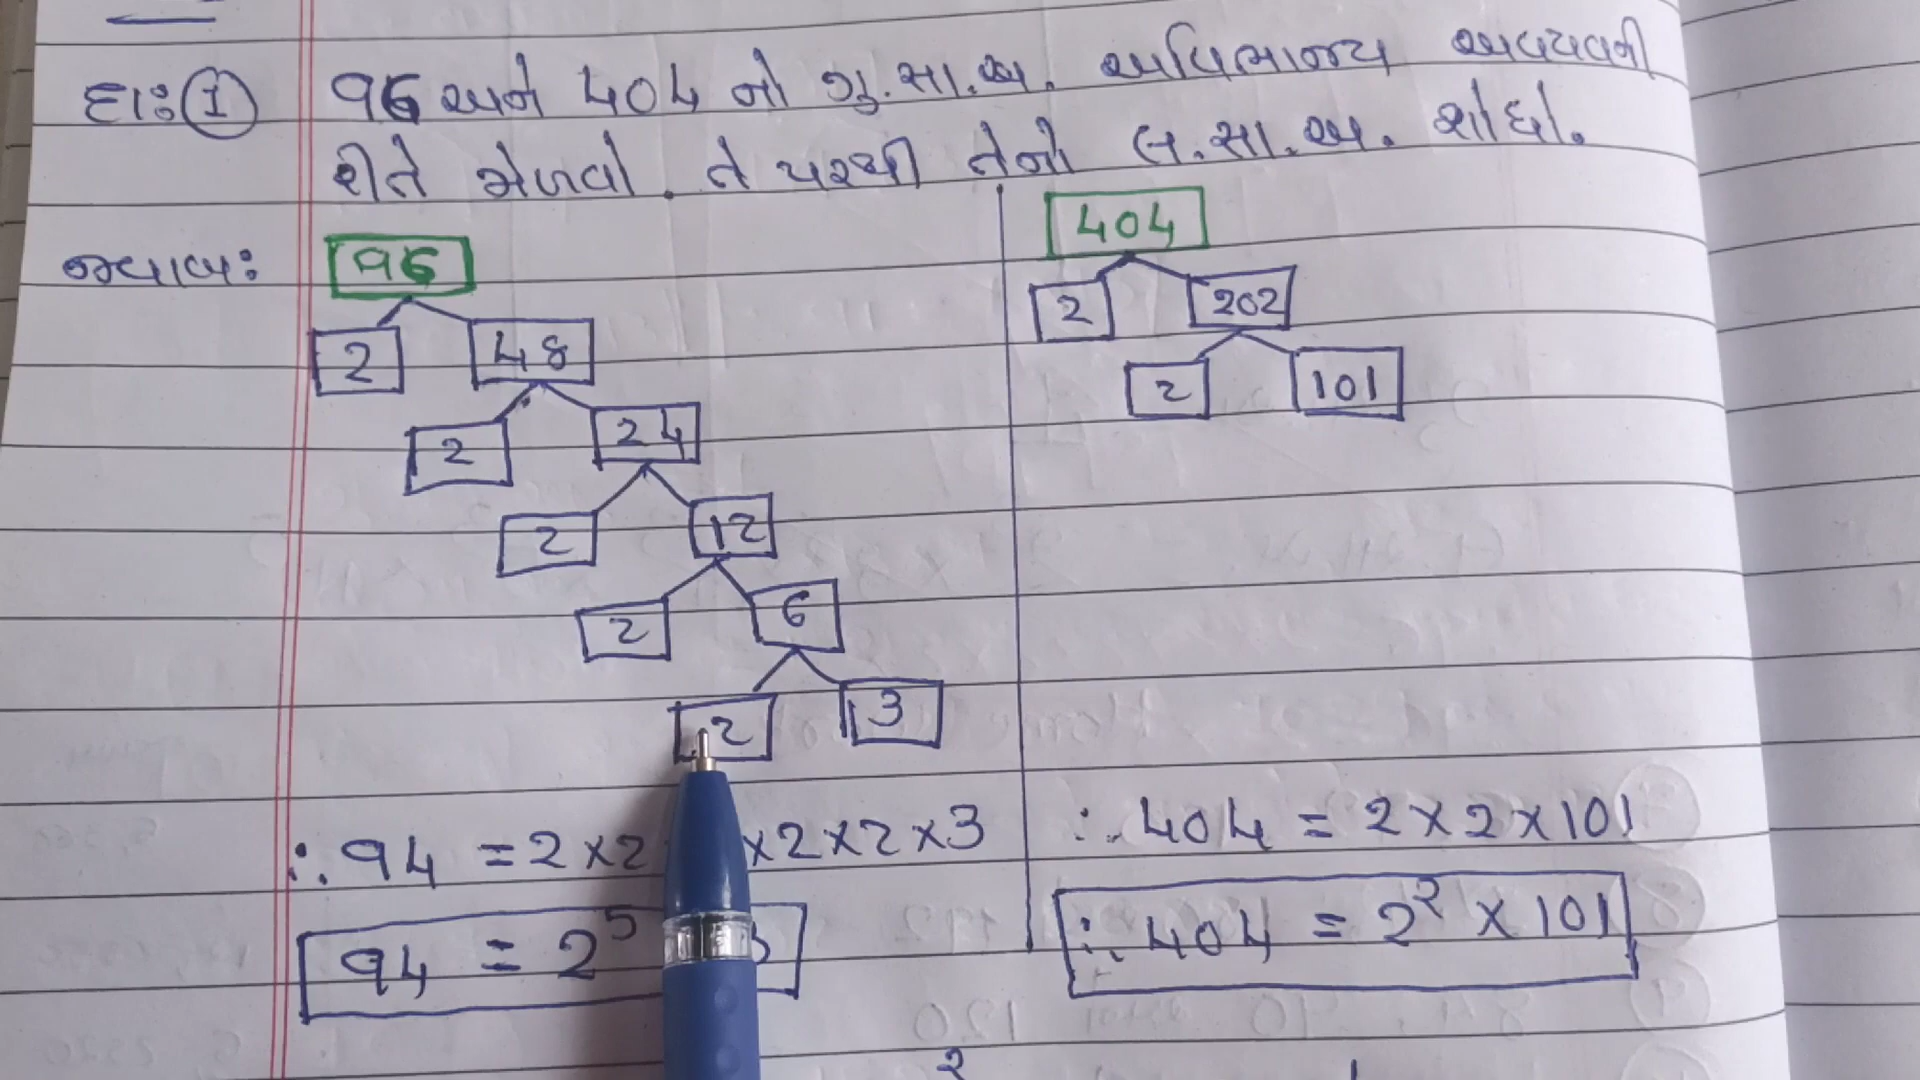 દાઃ ① 96 અને 404 નો ગુ.સા.અ. અવિભાજ્ય અવયવની
રીતે મેળવો. તે પરથી તેનો લ.સા.અ. શોધો.
જવાબઃ
96
2 48
2 24
2 12
2 6
2 3
∴ 94 = 2×2 ×2×2×3
94 = 2⁵ 3
404
2 202
2 101
∴ 404 = 2×2×101
∴ 404 = 2² × 101
2